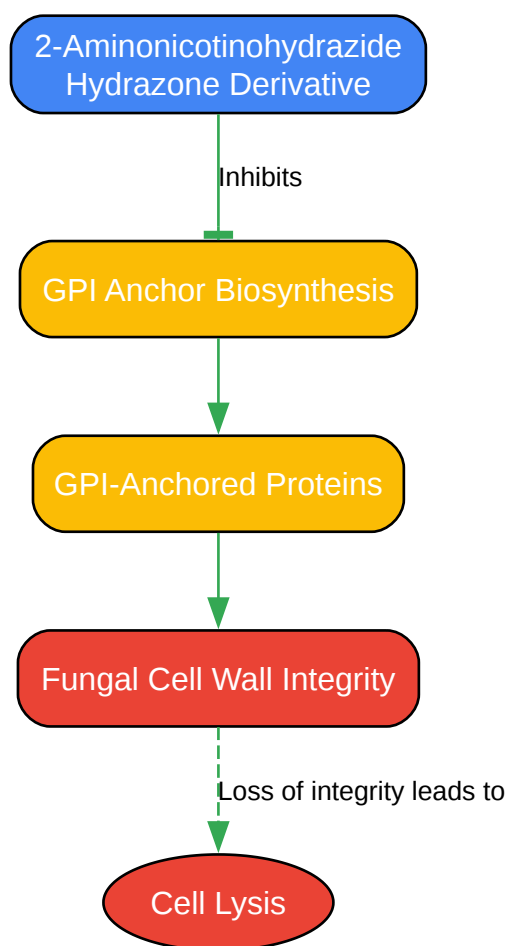 2-Aminonicotinohydrazide
Hydrazone Derivative
Inhibits
GPI Anchor Biosynthesis
GPI-Anchored Proteins
Fungal Cell Wall Integrity
Loss of integrity leads to
Cell Lysis